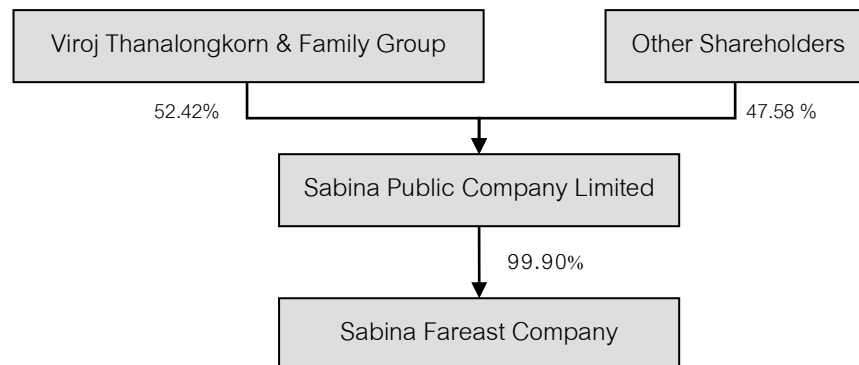 Viroj Thanalongkorn & Family Group
Other Shareholders
52.42%
47.58 %
Sabina Public Company Limited
99.90%
Sabina Fareast Company